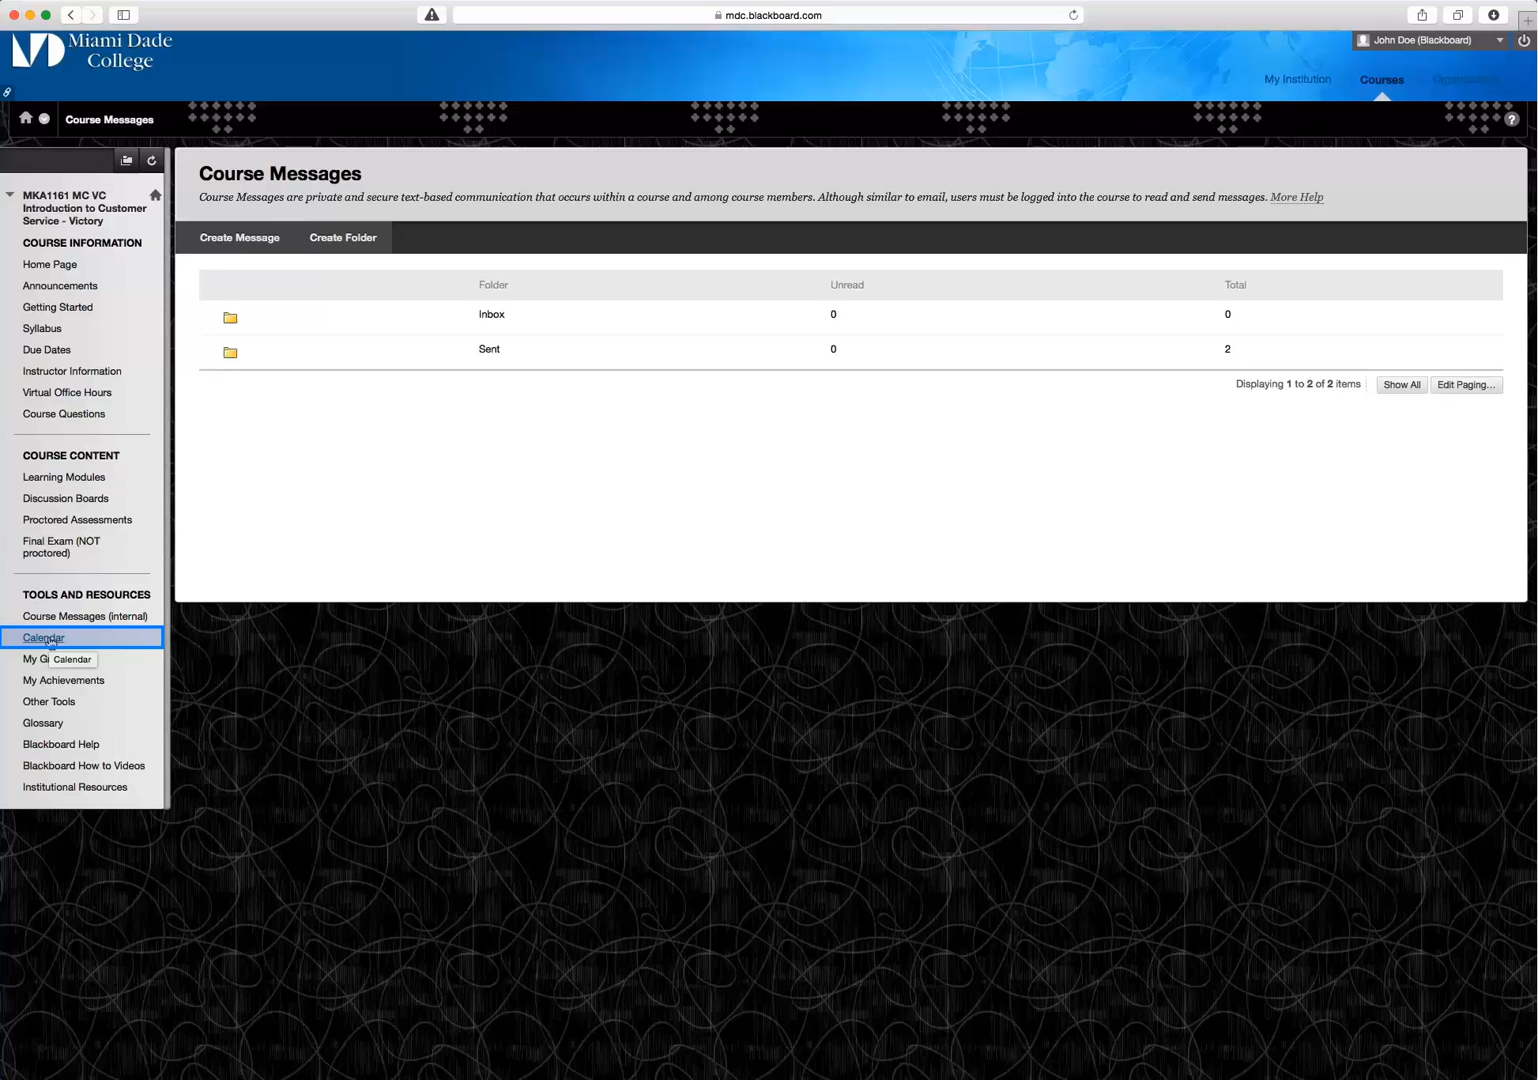 mdc.blackboard.com
Miami Dade
College
John Doe (Blackboard)
My Institution
Courses
Course Messages
?
MKA1161 MC VC
Introduction to Customer
Service - Victory
COURSE INFORMATION
Home Page
Announcements
Getting Started
Syllabus
Due Dates
Instructor Information
Virtual Office Hours
Course Questions
COURSE CONTENT
Learning Modules
Discussion Boards
Proctored Assessments
Final Exam (NOT
proctored)
TOOLS AND RESOURCES
Course Messages (internal)
Calendar
My G
Calendar
My Achievements
Other Tools
Glossary
Blackboard Help
Blackboard How to Videos
Institutional Resources
Course Messages
Course Messages are private and secure text-based communication that occurs within a course and among course members. Although similar to email, users must be logged into the course to read and send messages. More Help
Create Message Create Folder
Folder Unread Total
Inbox 0 0
Sent 0 2
Displaying 1 to 2 of 2 items Show All Edit Paging...